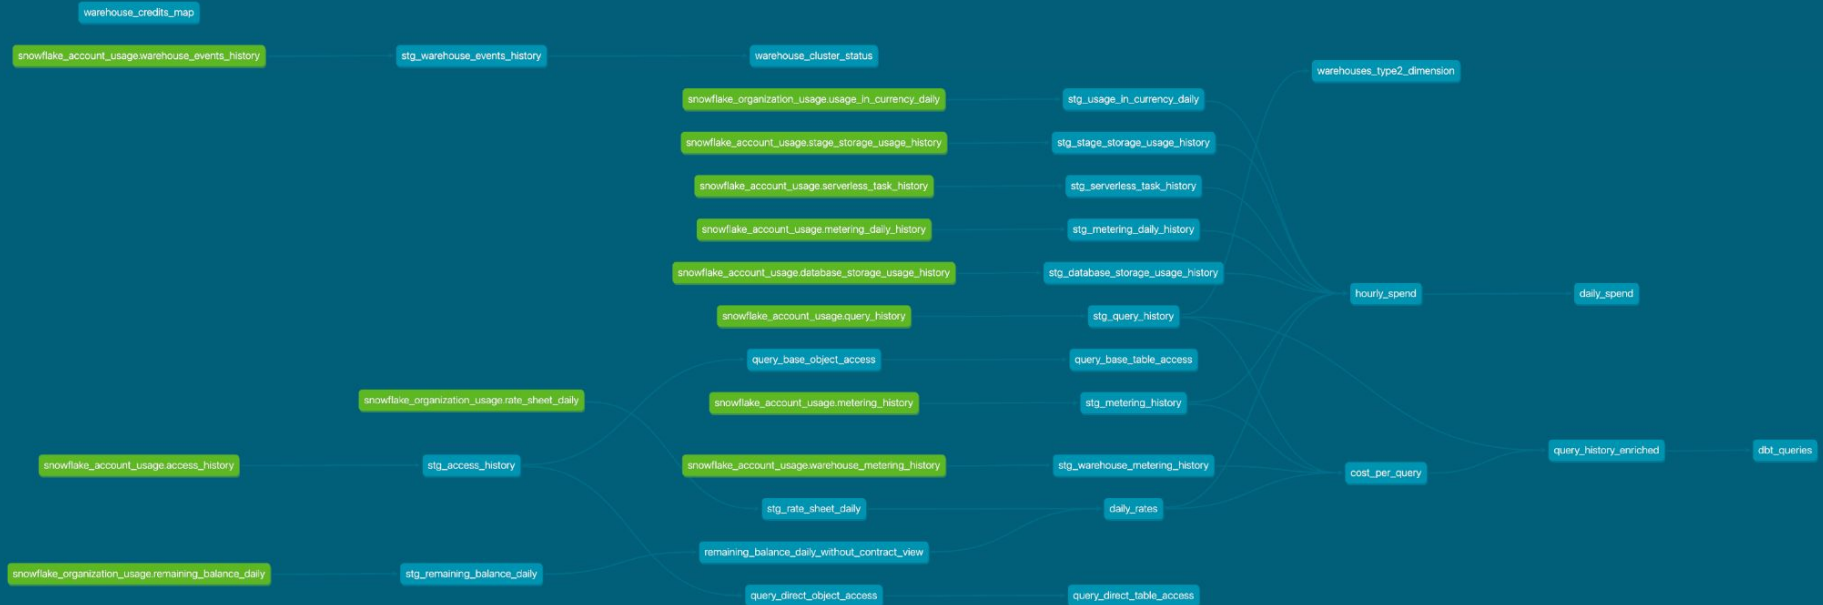 warehouse_credits_map
snowflake_account_usage.warehouse_events_history
stg_warehouse_events_history
warehouse_cluster_status
warehouses_type2_dimension
snowflake_organization_usage.usage_in_currency_daily
stg_usage_in_currency_daily
snowflake_account_usage.stage_storage_usage_history
stg_stage_storage_usage_history
snowflake_account_usage.serverless_task_history
stg_serverless_task_history
snowflake_account_usage.metering_daily_history
stg_metering_daily_history
snowflake_account_usage.database_storage_usage_history
stg_database_storage_usage_history
hourly_spend
daily_spend
snowflake_account_usage.query_history
stg_query_history
query_base_object_access
query_base_table_access
snowflake_organization_usage.rate_sheet_daily
snowflake_account_usage.metering_history
stg_metering_history
query_history_enriched
dbt_queries
snowflake_account_usage.access_history
stg_access_history
snowflake_account_usage.warehouse_metering_history
stg_warehouse_metering_history
cost_per_query
stg_rate_sheet_daily
daily_rates
remaining_balance_daily_without_contract_view
snowflake_organization_usage.remaining_balance_daily
stg_remaining_balance_daily
query_direct_object_access
query_direct_table_access